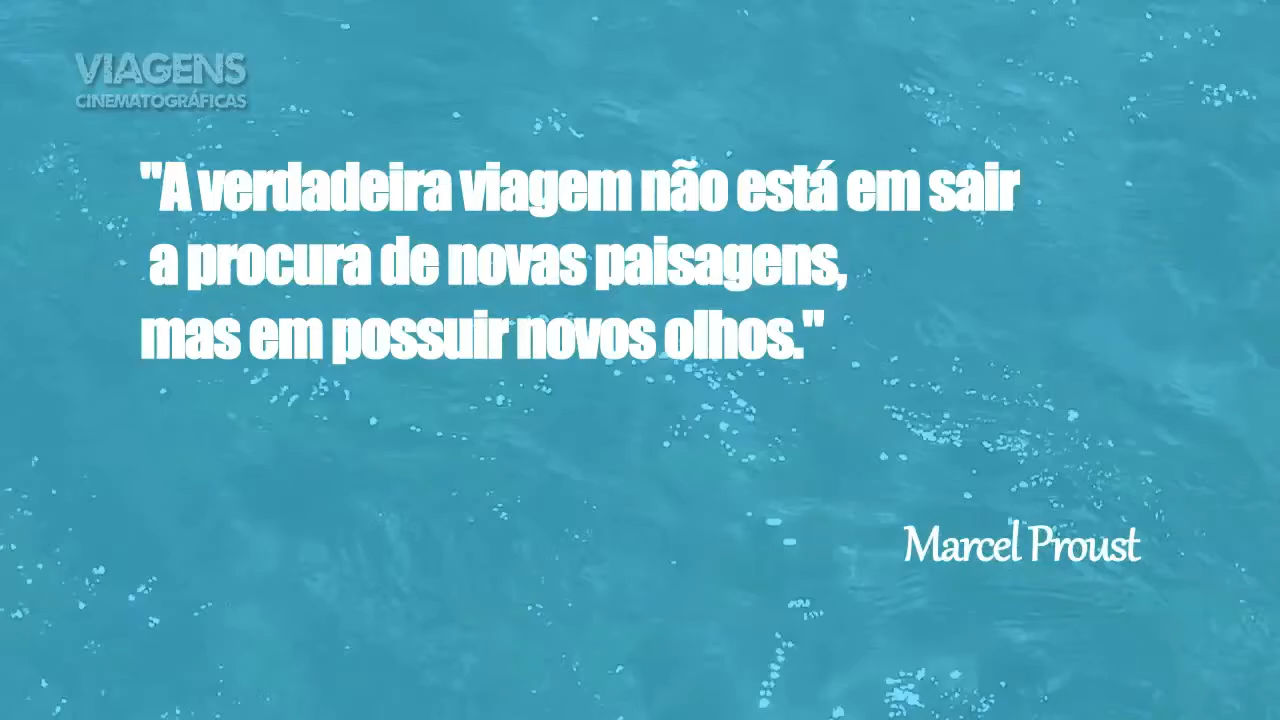 VIAGENS
CINEMATOGRÁFICAS
"A verdadeira viagem não está em sair
a procura de novas paisagens,
mas em possuir novos olhos."
Marcel Proust